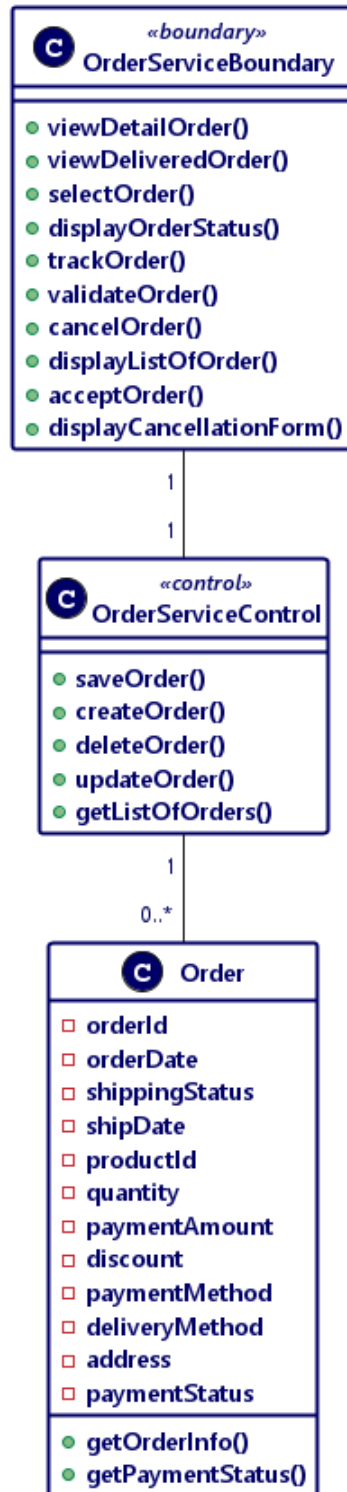 C
«boundary»
OrderServiceBoundary
viewDetailOrder()
viewDeliveredOrder()
selectOrder()
displayOrderStatus()
trackOrder()
validateOrder()
cancelOrder()
displayListOfOrder()
acceptOrder()
displayCancellationForm()
1
1
C
«control»
OrderServiceControl
saveOrder()
createOrder()
deleteOrder()
updateOrder()
getListOfOrders()
1
0..*
C Order
orderId
orderDate
shippingStatus
shipDate
productId
quantity
paymentAmount
discount
paymentMethod
deliveryMethod
address
paymentStatus
getOrderInfo()
getPaymentStatus()